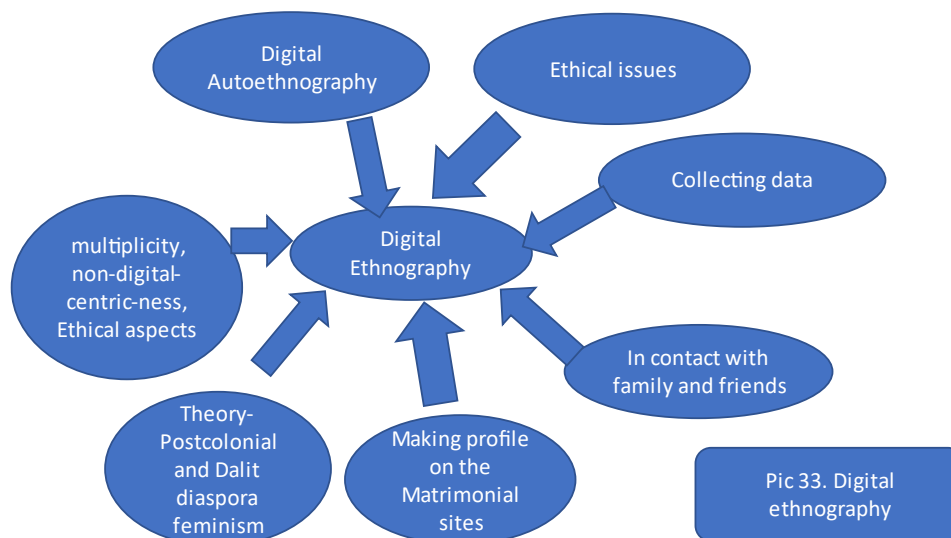 Digital
Autoethnography
Ethical issues
Collecting data
Digital
Ethnography
multiplicity,
non-digital-
centric-ness,
Ethical aspects
In contact with
family and friends
Theory-
Postcolonial
and Dalit
diaspora
feminism
Making profile
on the
Matrimonial
sites
Pic 33. Digital
ethnography